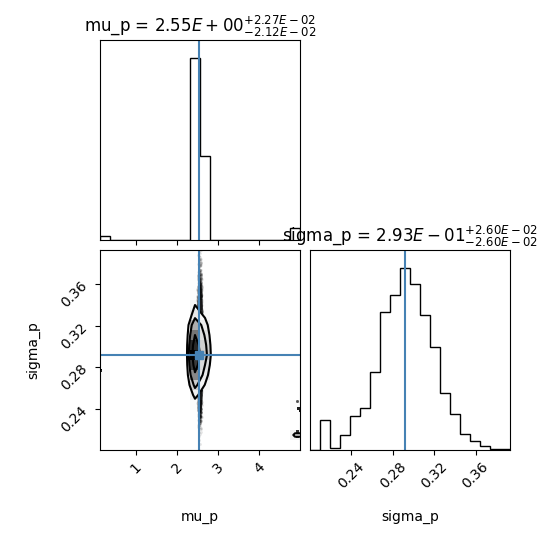 mu_p = 2.55E + 00 +2.27E − 02 −2.12E − 02
sigma_p = 2.93E − 01 +2.60E − 02 −2.60E − 02
sigma_p
0.36
0.32
0.28
0.24
1
2
3
4
mu_p
0.24
0.28
0.32
0.36
sigma_p